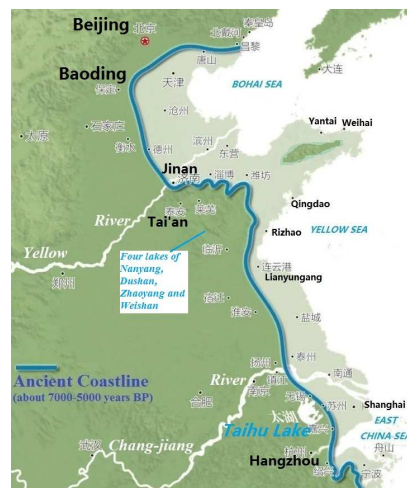 Beijing 北京
秦皇岛
北戴河
昌黎
唐山
大连
Baoding
保定
天津
BOHAI SEA
沧州
石家庄
太原
衡水
德州
滨州
东营
Yantai
Weihai
Jinan
济南
淄博
潍坊
River
泰安
莱芜
Tai'an
Qingdao
Yellow
临沂
Rizhao
YELLOW SEA
Four lakes of
Nanyang,
Dushan,
Zhaoyang and
Weishan
郑州
连云港
Lianyungang
宿迁
淮安
盐城
Ancient Coastline
(about 7000-5000 years BP)
扬州
泰州
River
镇江
南京
南通
合肥
无锡
苏州
Shanghai
太湖
Taihu Lake
嘉兴
EAST
CHINA SEA
武汉
Chang-jiang
杭州
舟山
Hangzhou
绍兴
宁波